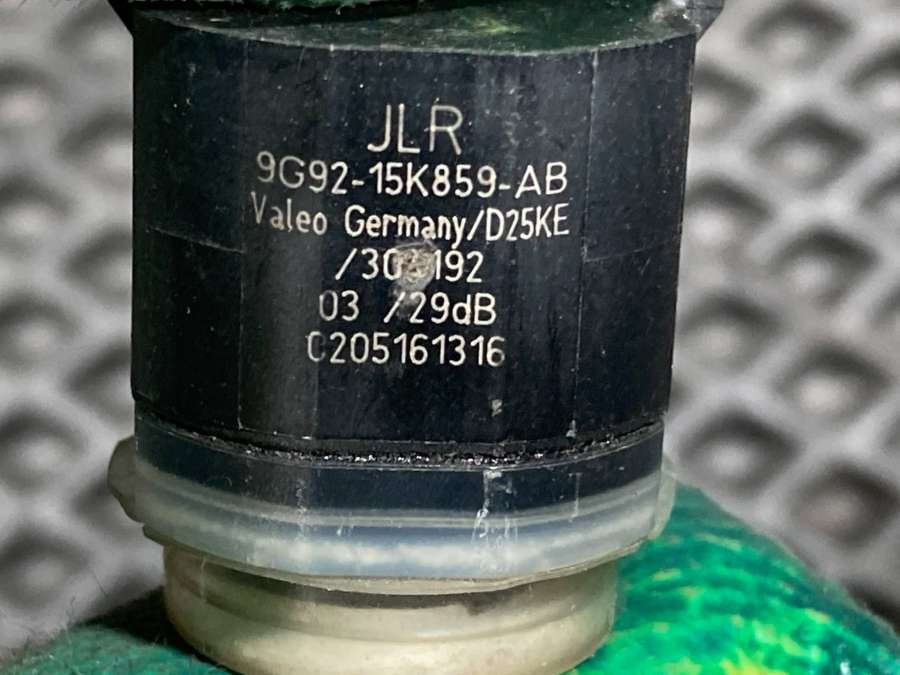 JLR
9G92-15K859-AB
Valeo Germany/D25KE
03 /29dB
C205161316